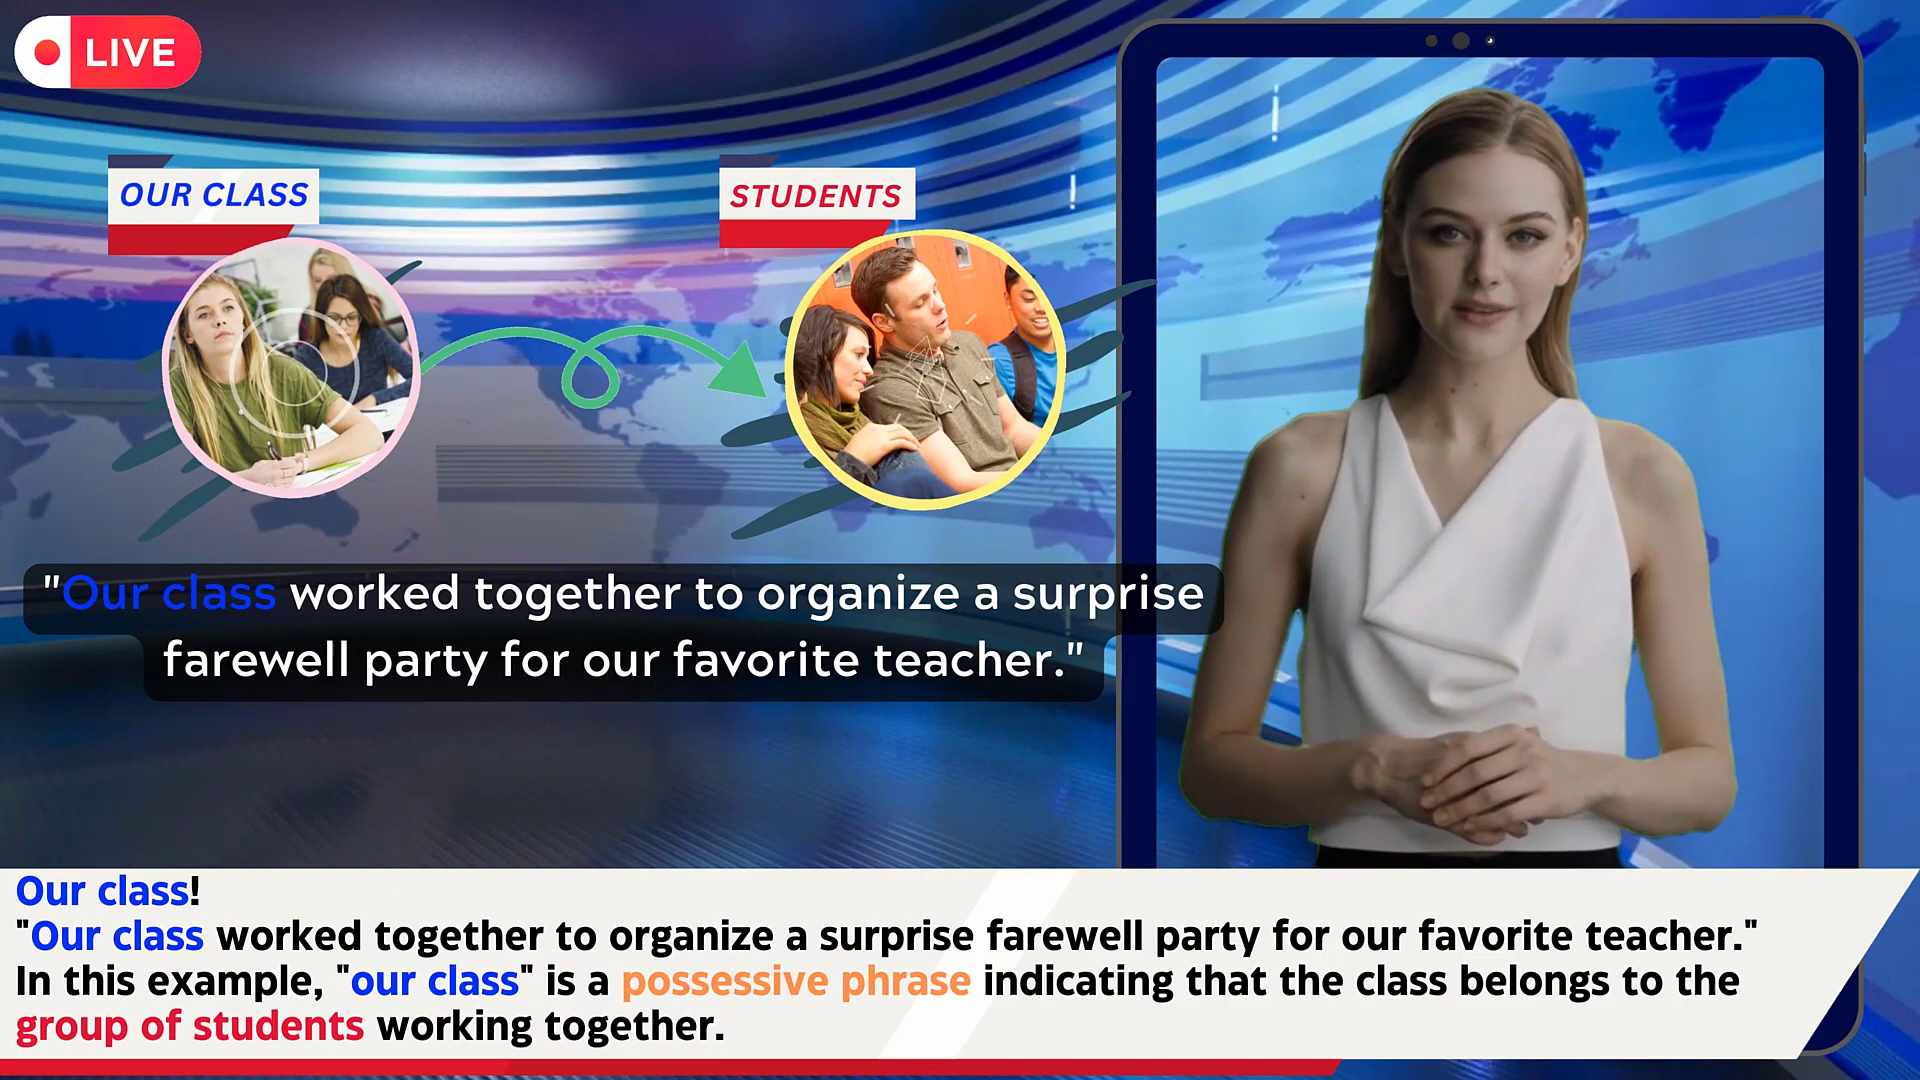 LIVE
OUR CLASS
STUDENTS
"Our class worked together to organize a surprise
farewell party for our favorite teacher."
Our class!
"Our class worked together to organize a surprise farewell party for our favorite teacher."
In this example, "our class" is a possessive phrase indicating that the class belongs to the
group of students working together.